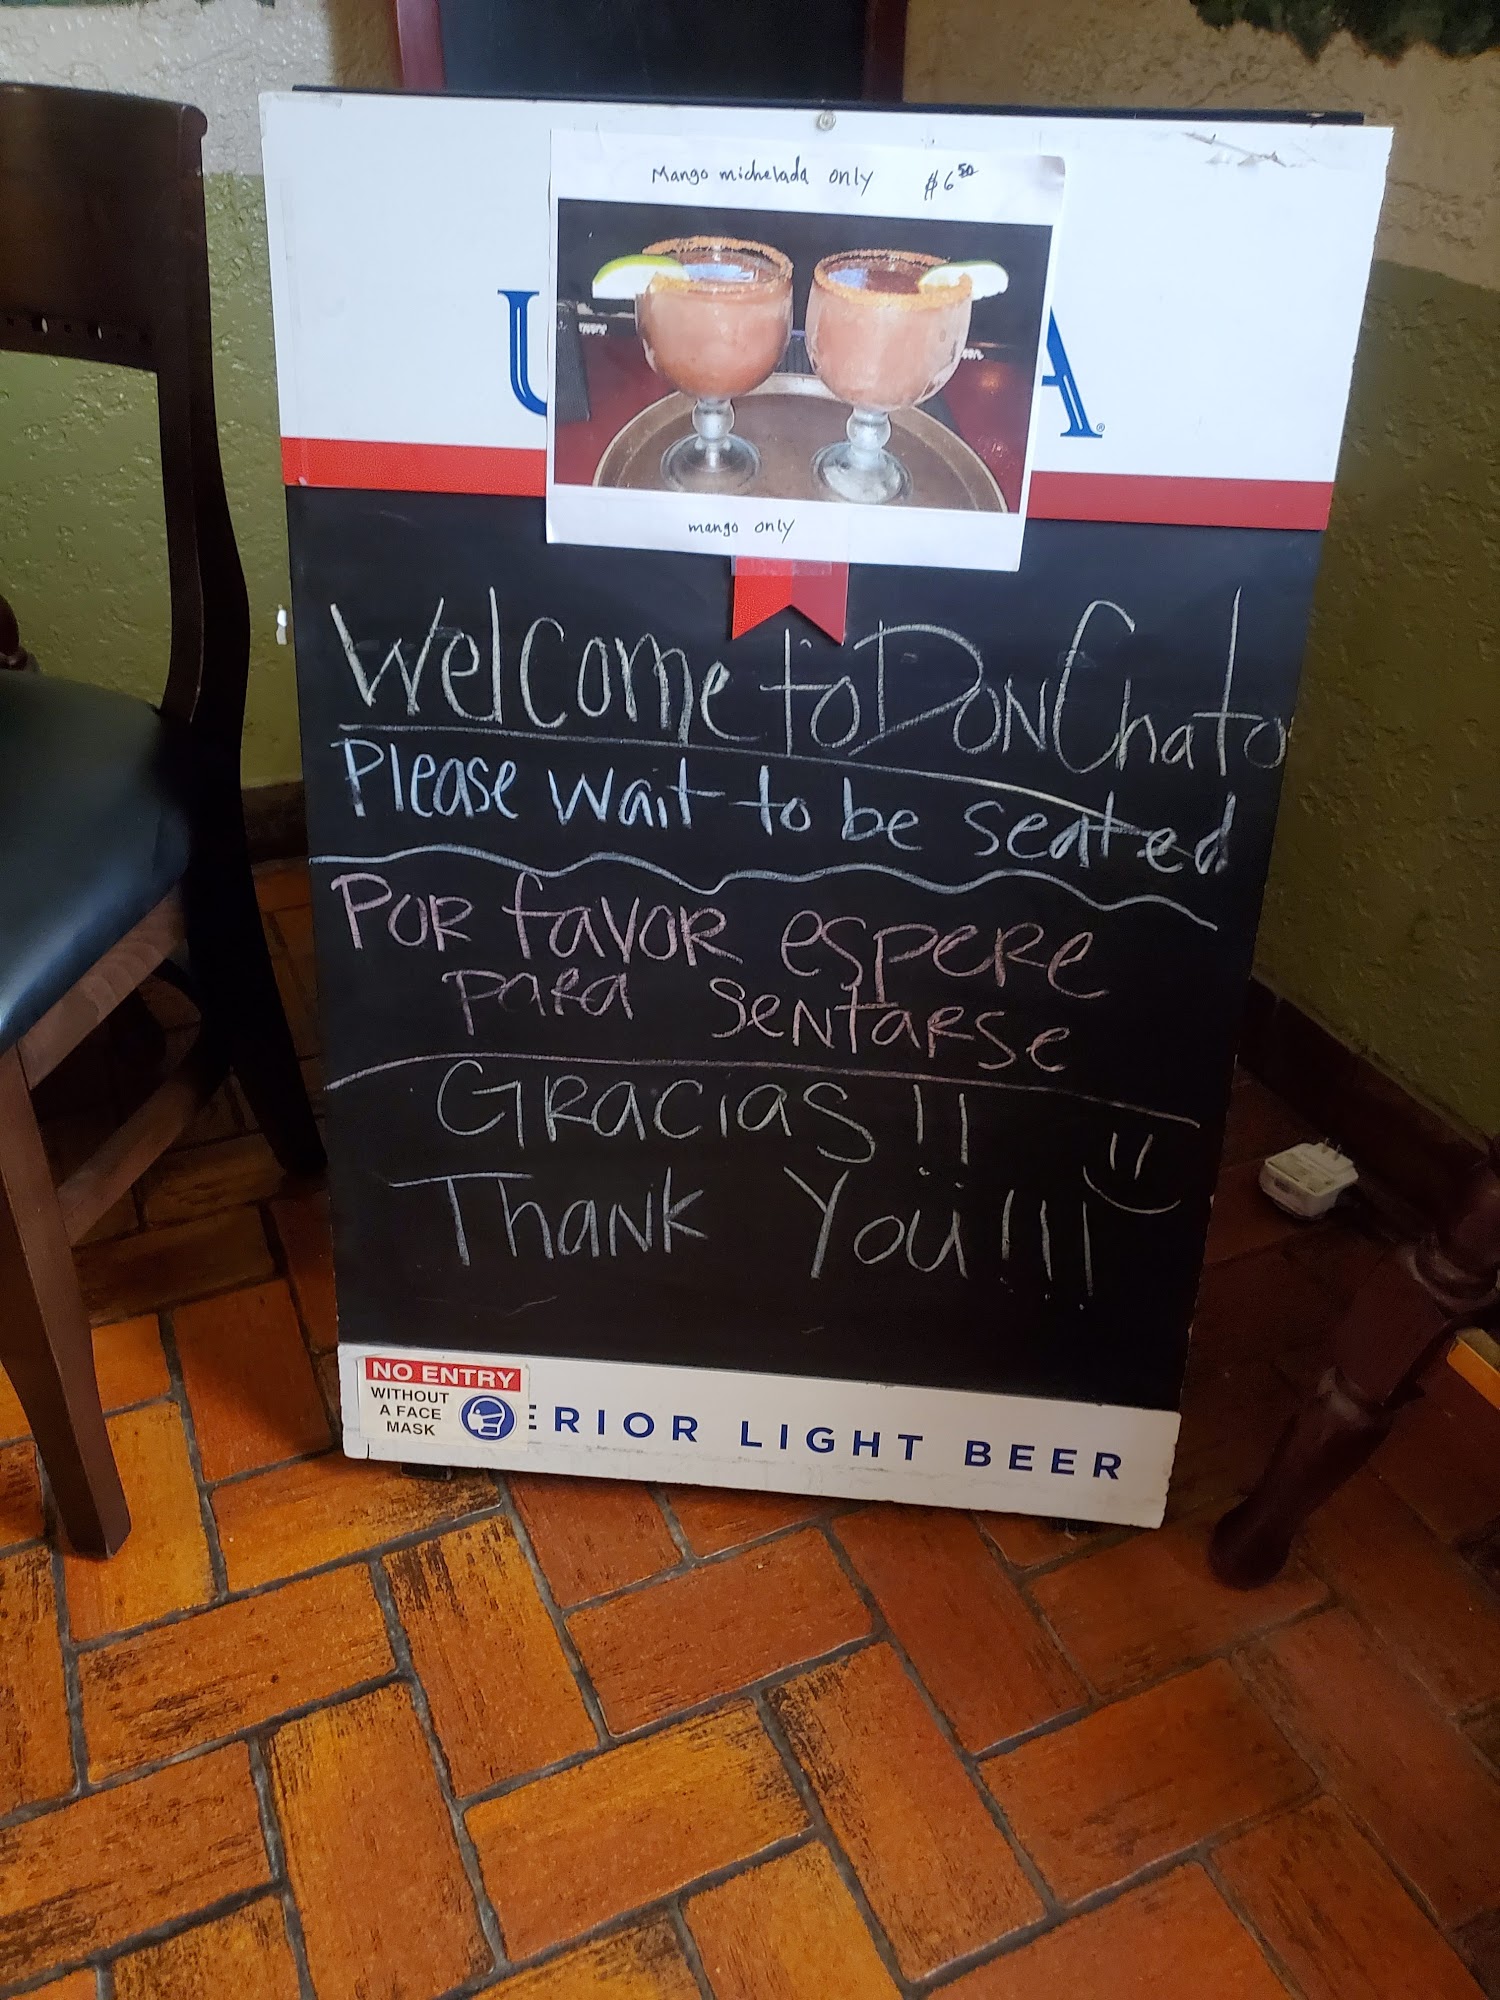 Mango michelada only $6.50
U A®
mango only
Welcome to Don Chato
Please wait to be seated
Por favor espere
para sentarse
Gracias!!
Thank You!!!
NO ENTRY
WITHOUT
A FACE
MASK
ERIOR LIGHT BEER